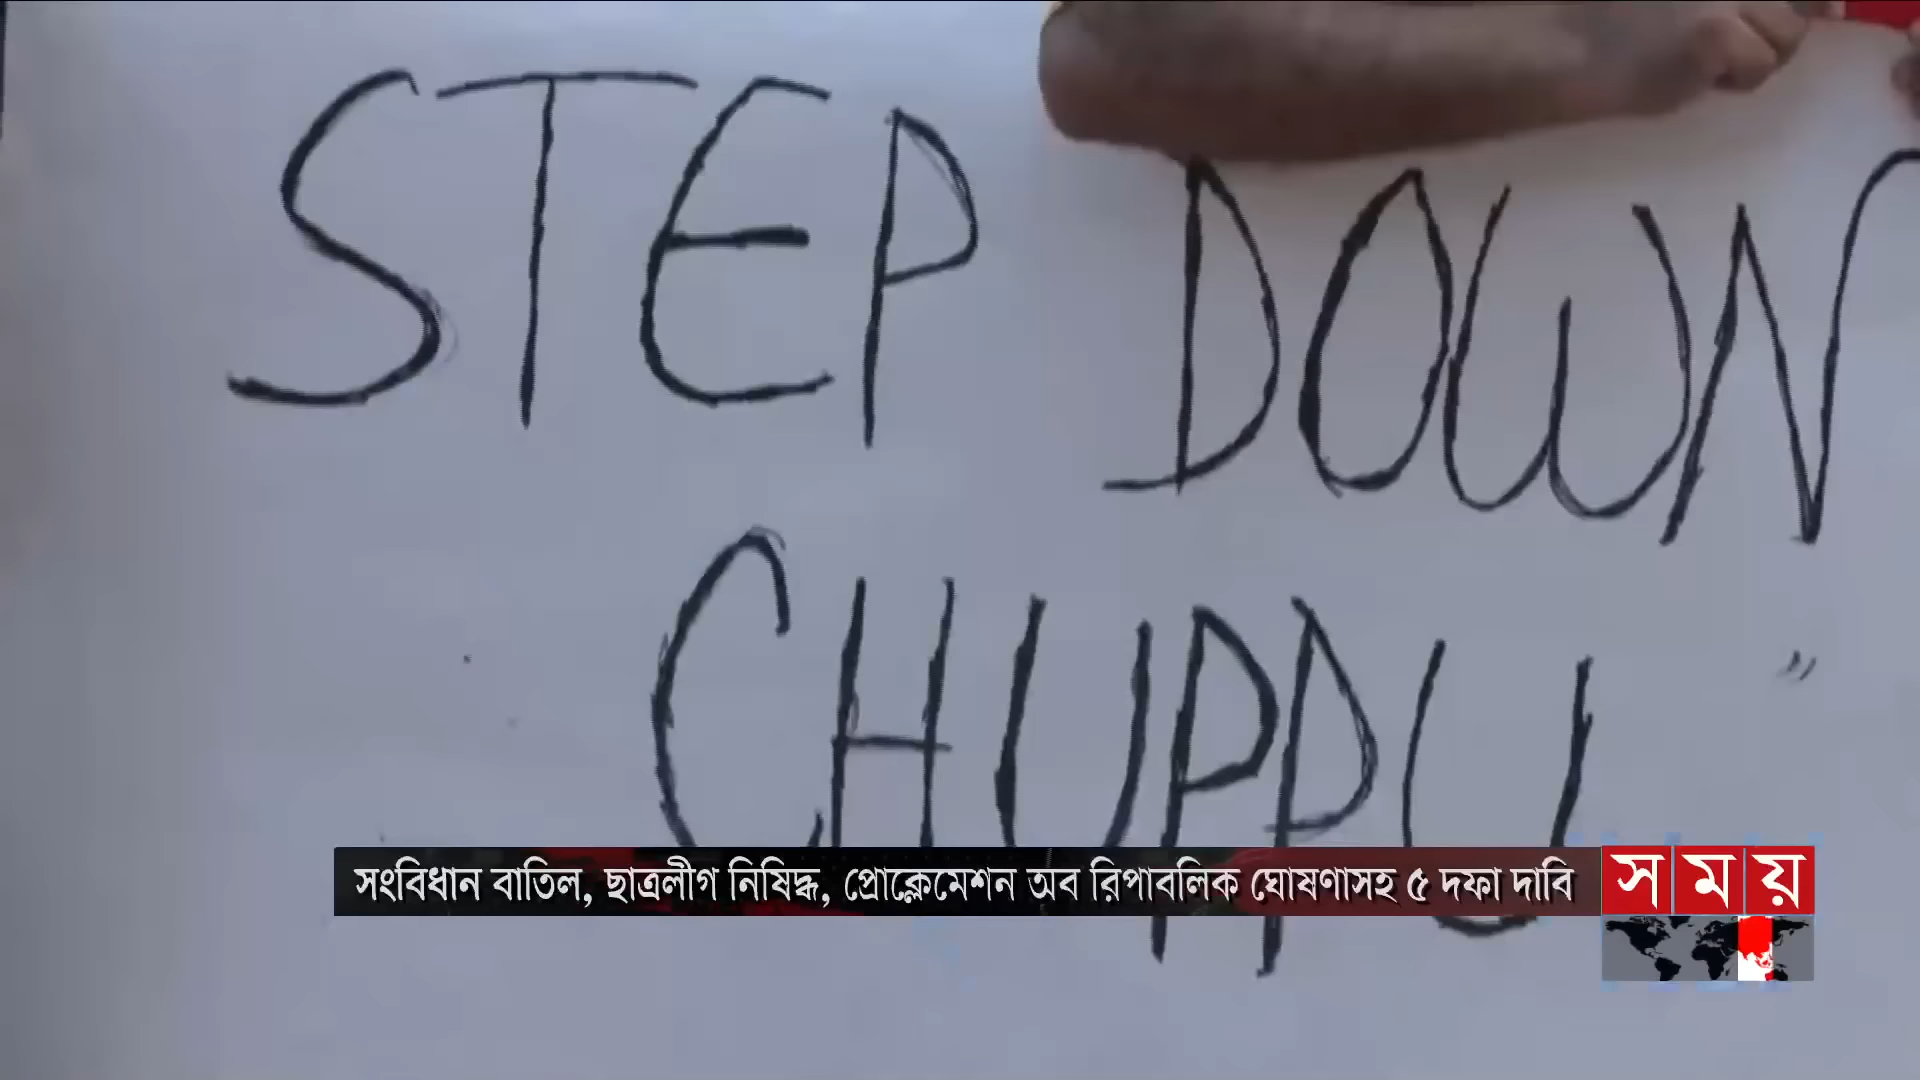 STEP DOWN
CHUPPU "
সংবিধান বাতিল, ছাত্রলীগ নিষিদ্ধ, প্রোক্লেমেশন অব রিপাবলিক ঘোষণাসহ ৫ দফা দাবি
সময়